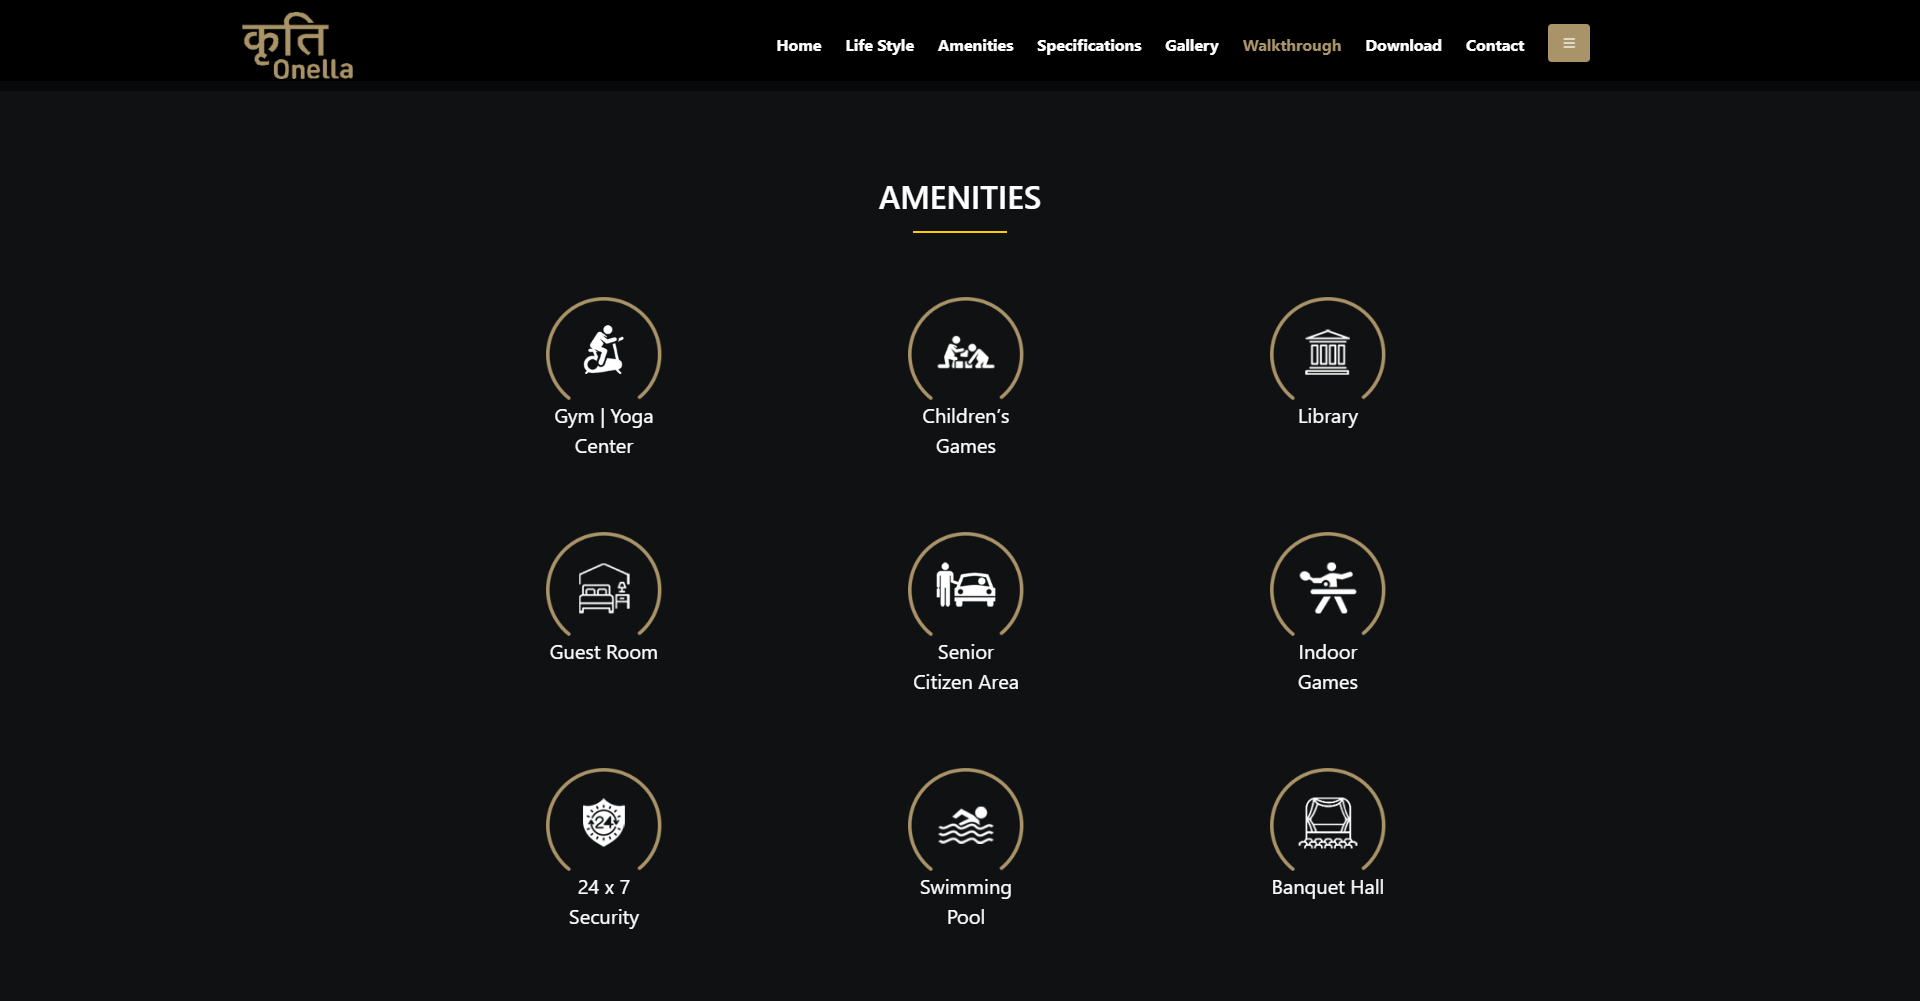 कृति
Onella
Home Life Style Amenities Specifications Gallery Walkthrough Download Contact
AMENITIES
Gym | Yoga
Center
Children's
Games
Library
Guest Room
Senior
Citizen Area
Indoor
Games
24
24 x 7
Security
Swimming
Pool
Banquet Hall